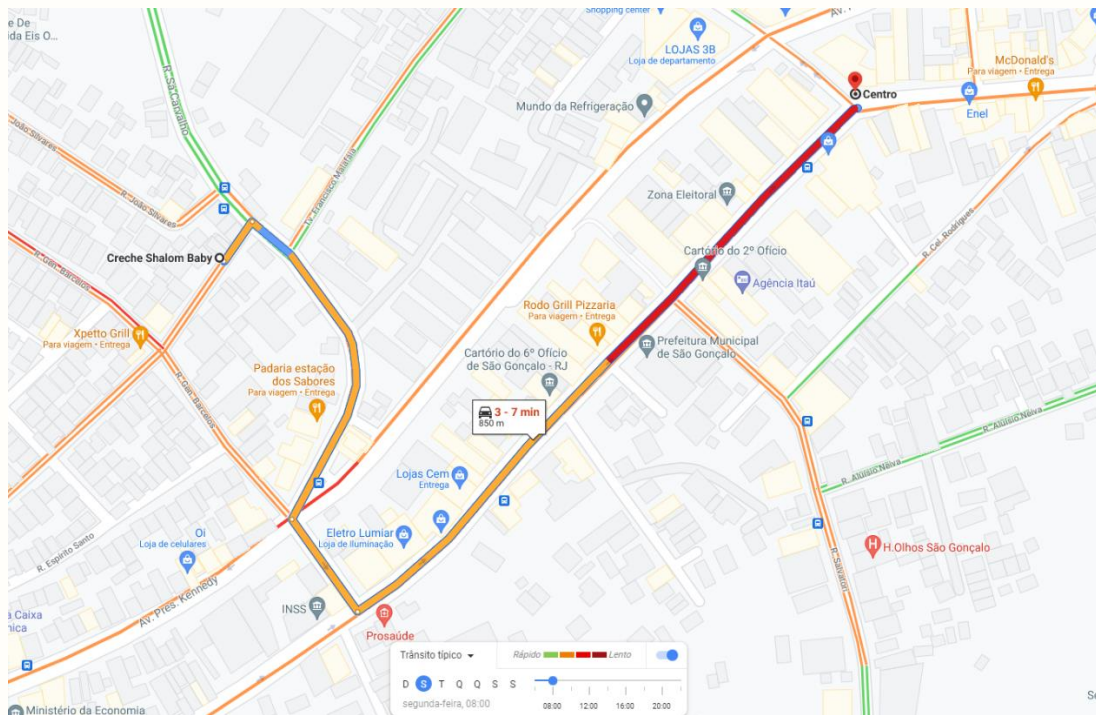 e De
ida Eis O...
Shopping center
LOJAS 3B
Loja de departamento
McDonald's
Para viagem • Entrega
Centro
Enel
Mundo da Refrigeração
R. Sá Carvalho
João Silvares
R. João Silvares
Tv. Francisco Malafaia
Zona Eleitoral
R. Cel. Rodrigues
Creche Shalom Baby
R. Gen. Barcelos
Cartório do 2º Ofício
Agência Itaú
Rodo Grill Pizzaria
Para viagem • Entrega
Xpetto Grill
Para viagem • Entrega
Prefeitura Municipal
de São Gonçalo
Cartório do 6º Ofício
de São Gonçalo - RJ
Padaria estação
dos Sabores
Para viagem • Entrega
R. Gen. Barcelos
3 - 7 min
850 m
R. Aluísio Neiva
R. Aluísio Neiva
Lojas Cem
Entrega
Eletro Lumiar
Loja de Iluminação
Oi
Loja de celulares
R. Espírito Santo
H.Olhos São Gonçalo
R. Salvatori
Av. Pres. Kennedy
INSS
a Caixa
nica
Prosaúde
Trânsito típico
Rápido
Lento
D S T Q Q S S
segunda-feira, 08:00
08:00 12:00 16:00 20:00
Ministério da Economia
Se